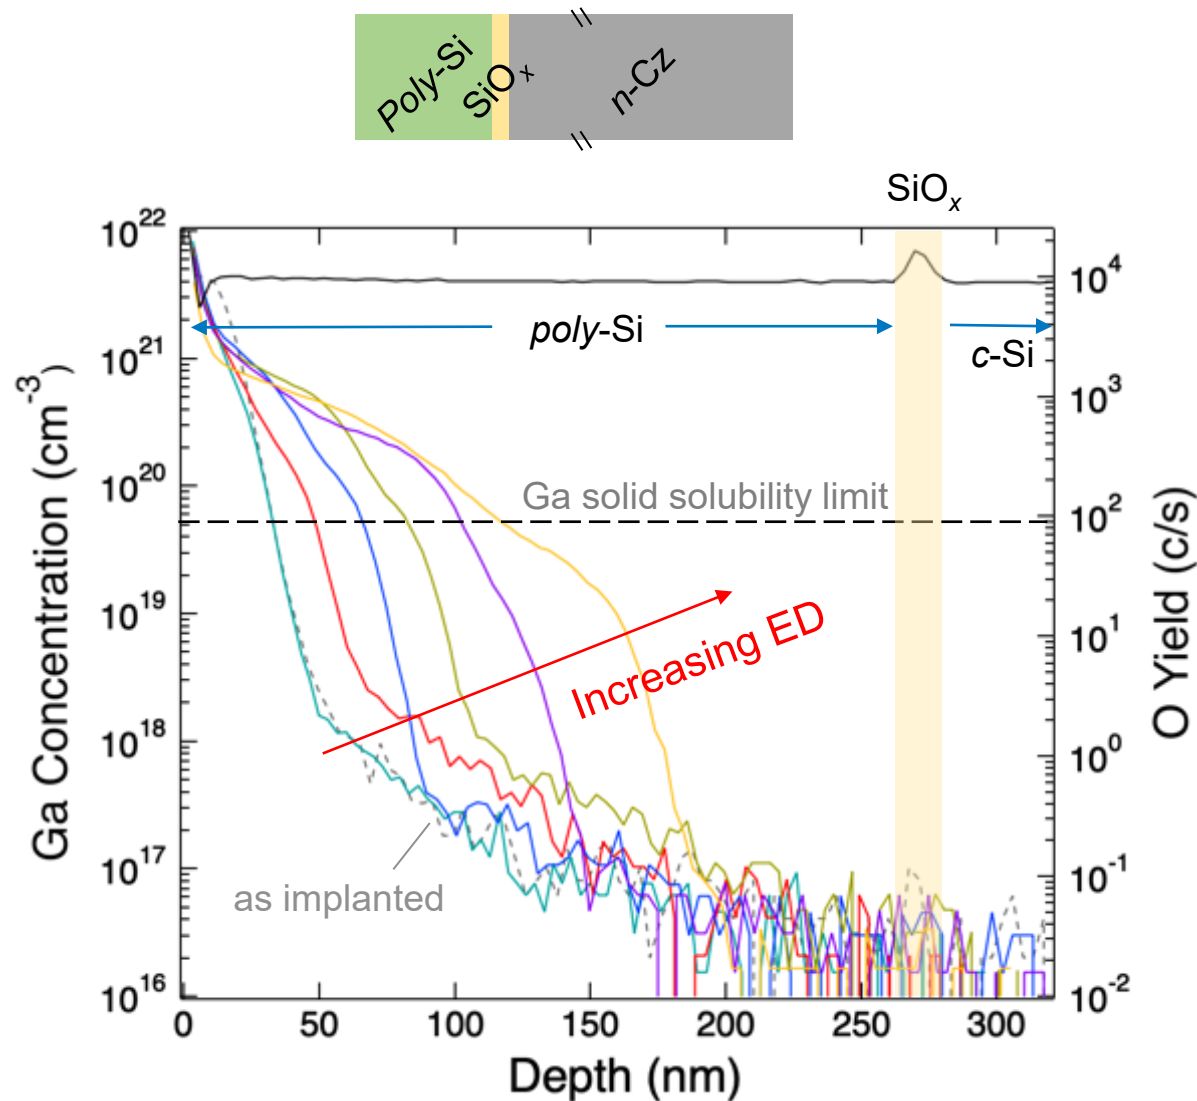 Poly-Si
SiOx
n-Cz
//
//
SiOx
10^22
10^21
10^20
10^19
10^18
10^17
10^16
Ga Concentration (cm^-3)
poly-Si
c-Si
Ga solid solubility limit
Increasing ED
as implanted
10^4
10^3
10^2
10^1
10^0
10^-1
10^-2
O Yield (c/s)
0 50 100 150 200 250 300
Depth (nm)